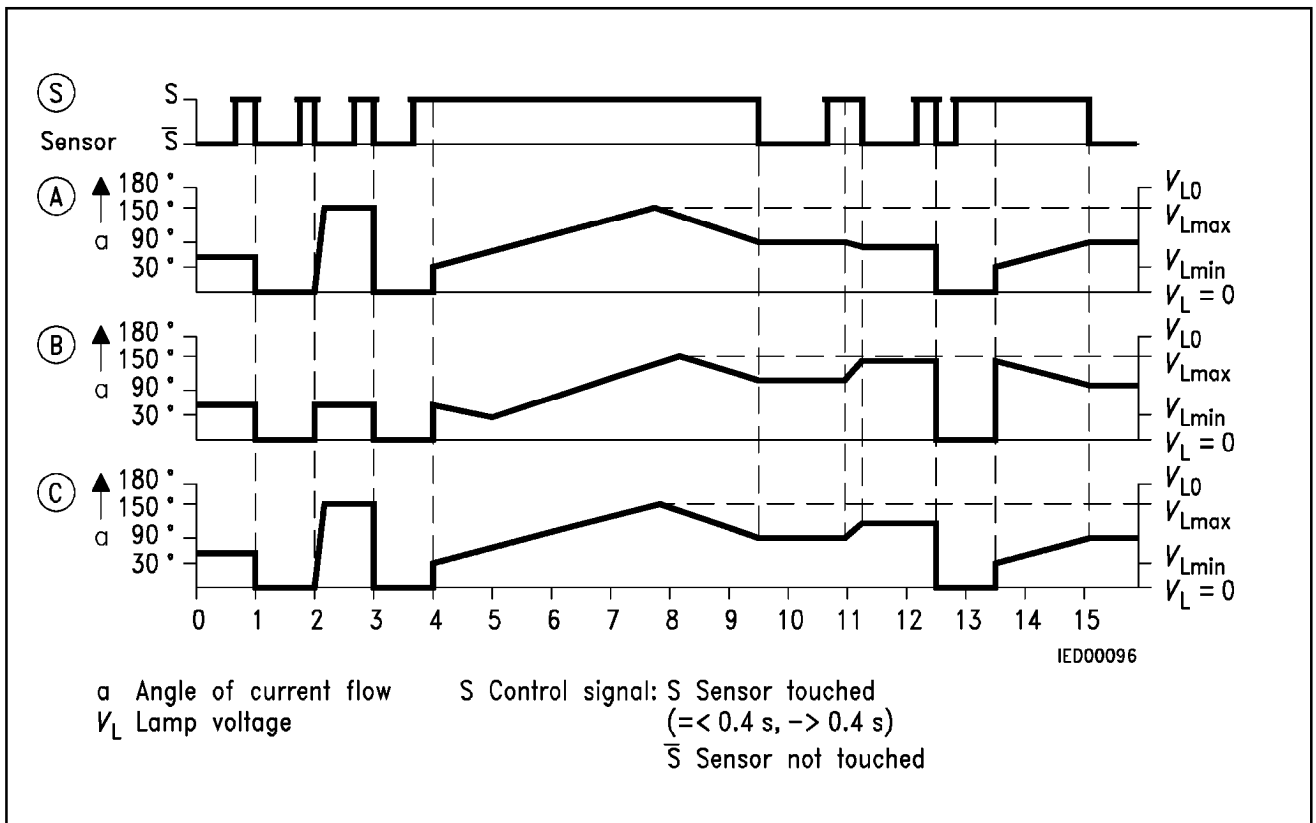 S S
Sensor S̅
A 180° V_L0
150° V_Lmax
a 90°
30° V_Lmin
V_L = 0
B 180° V_L0
150° V_Lmax
a 90°
30° V_Lmin
V_L = 0
C 180° V_L0
150° V_Lmax
a 90°
30° V_Lmin
V_L = 0
0 1 2 3 4 5 6 7 8 9 10 11 12 13 14 15
IED00096
a Angle of current flow S Control signal: S Sensor touched
V_L Lamp voltage (=< 0.4 s, -> 0.4 s)
S̅ Sensor not touched